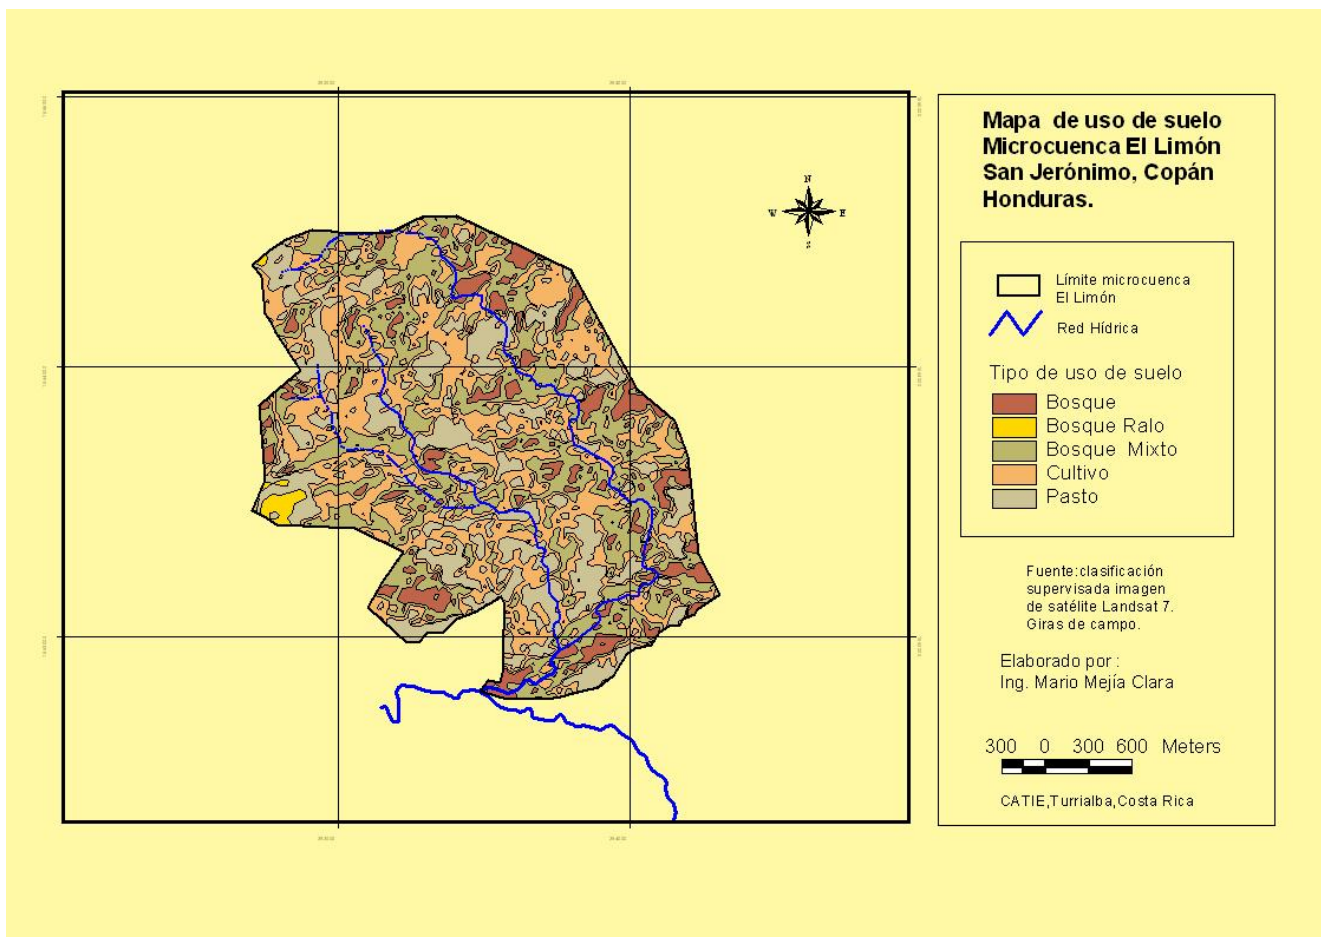 Mapa de uso de suelo
Microcuenca El Limón
San Jerónimo, Copán
Honduras.
N
W E
S
Límite microcuenca
El Limón
Red Hídrica
Tipo de uso de suelo
Bosque
Bosque Ralo
Bosque Mixto
Cultivo
Pasto
Fuente:clasificación
supervisada imagen
de satélite Landsat 7.
Giras de campo.
Elaborado por :
Ing. Mario Mejía Clara
300 0 300 600 Meters
CATIE,Turrialba,Costa Rica